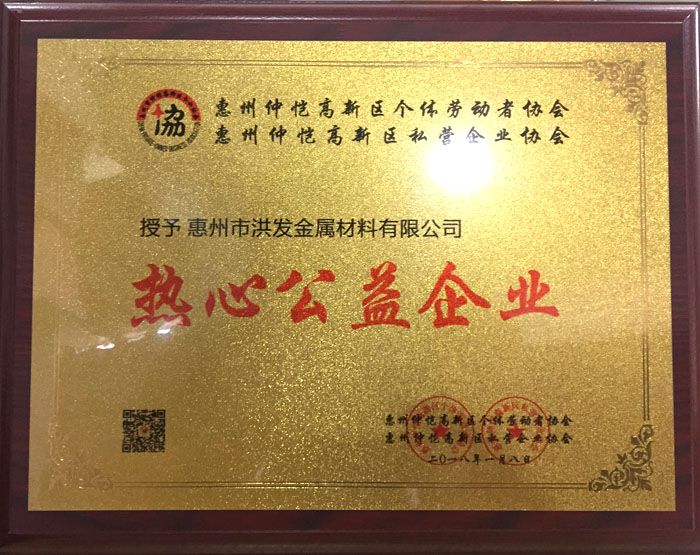 協
惠州仲恺高新区个体劳动者协会
惠州仲恺高新区私营企业协会
授予 惠州市洪发金属材料有限公司
热心公益企业
惠州仲恺高新区个体劳动者协会
惠州仲恺高新区私营企业协会
二〇一八年一月八日